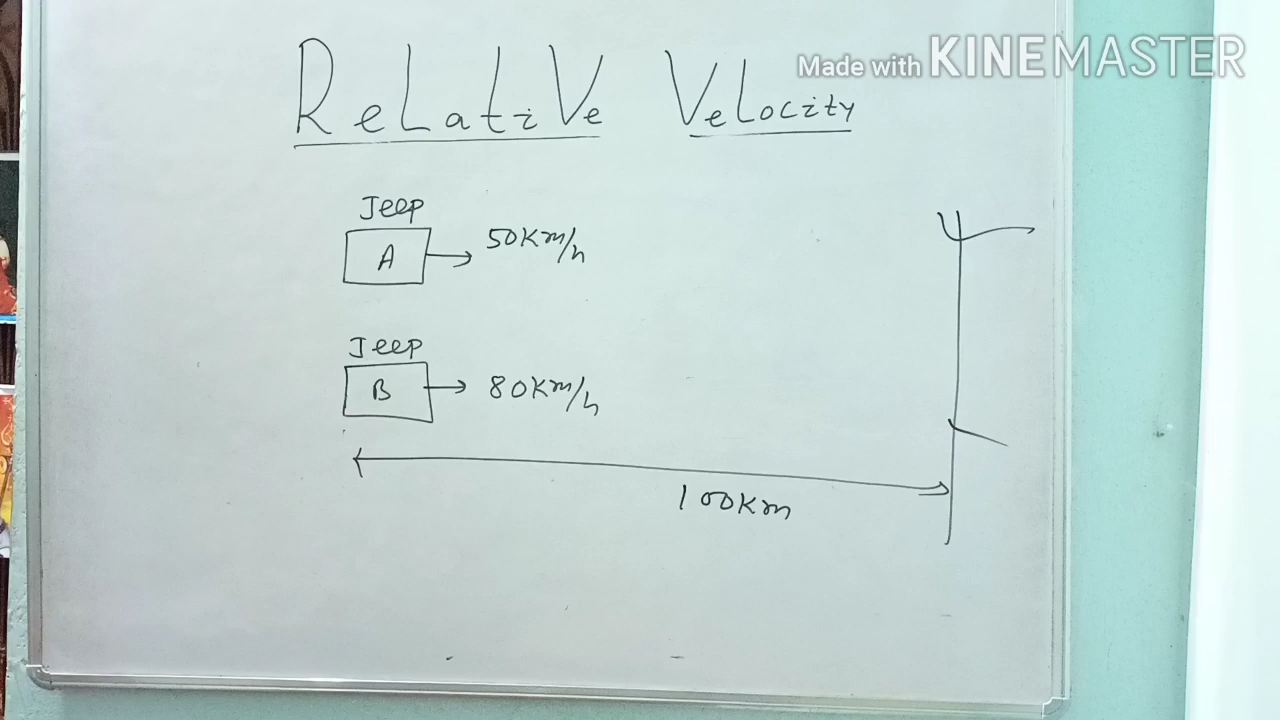 Made with KINEMASTER
ReLatiVe VeLocity
Jeep
A
50Km/h
Jeep
B
80Km/h
100Km